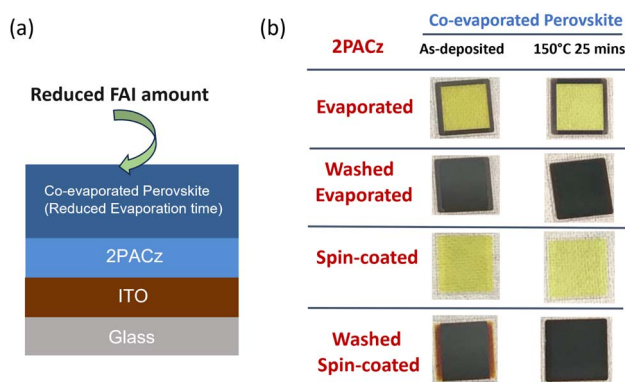 (a)
Reduced FAI amount
Co-evaporated Perovskite
(Reduced Evaporation time)
2PACz
ITO
Glass
(b)
Co-evaporated Perovskite
2PACz
As-deposited
150°C 25 mins
Evaporated
Washed
Evaporated
Spin-coated
Washed
Spin-coated